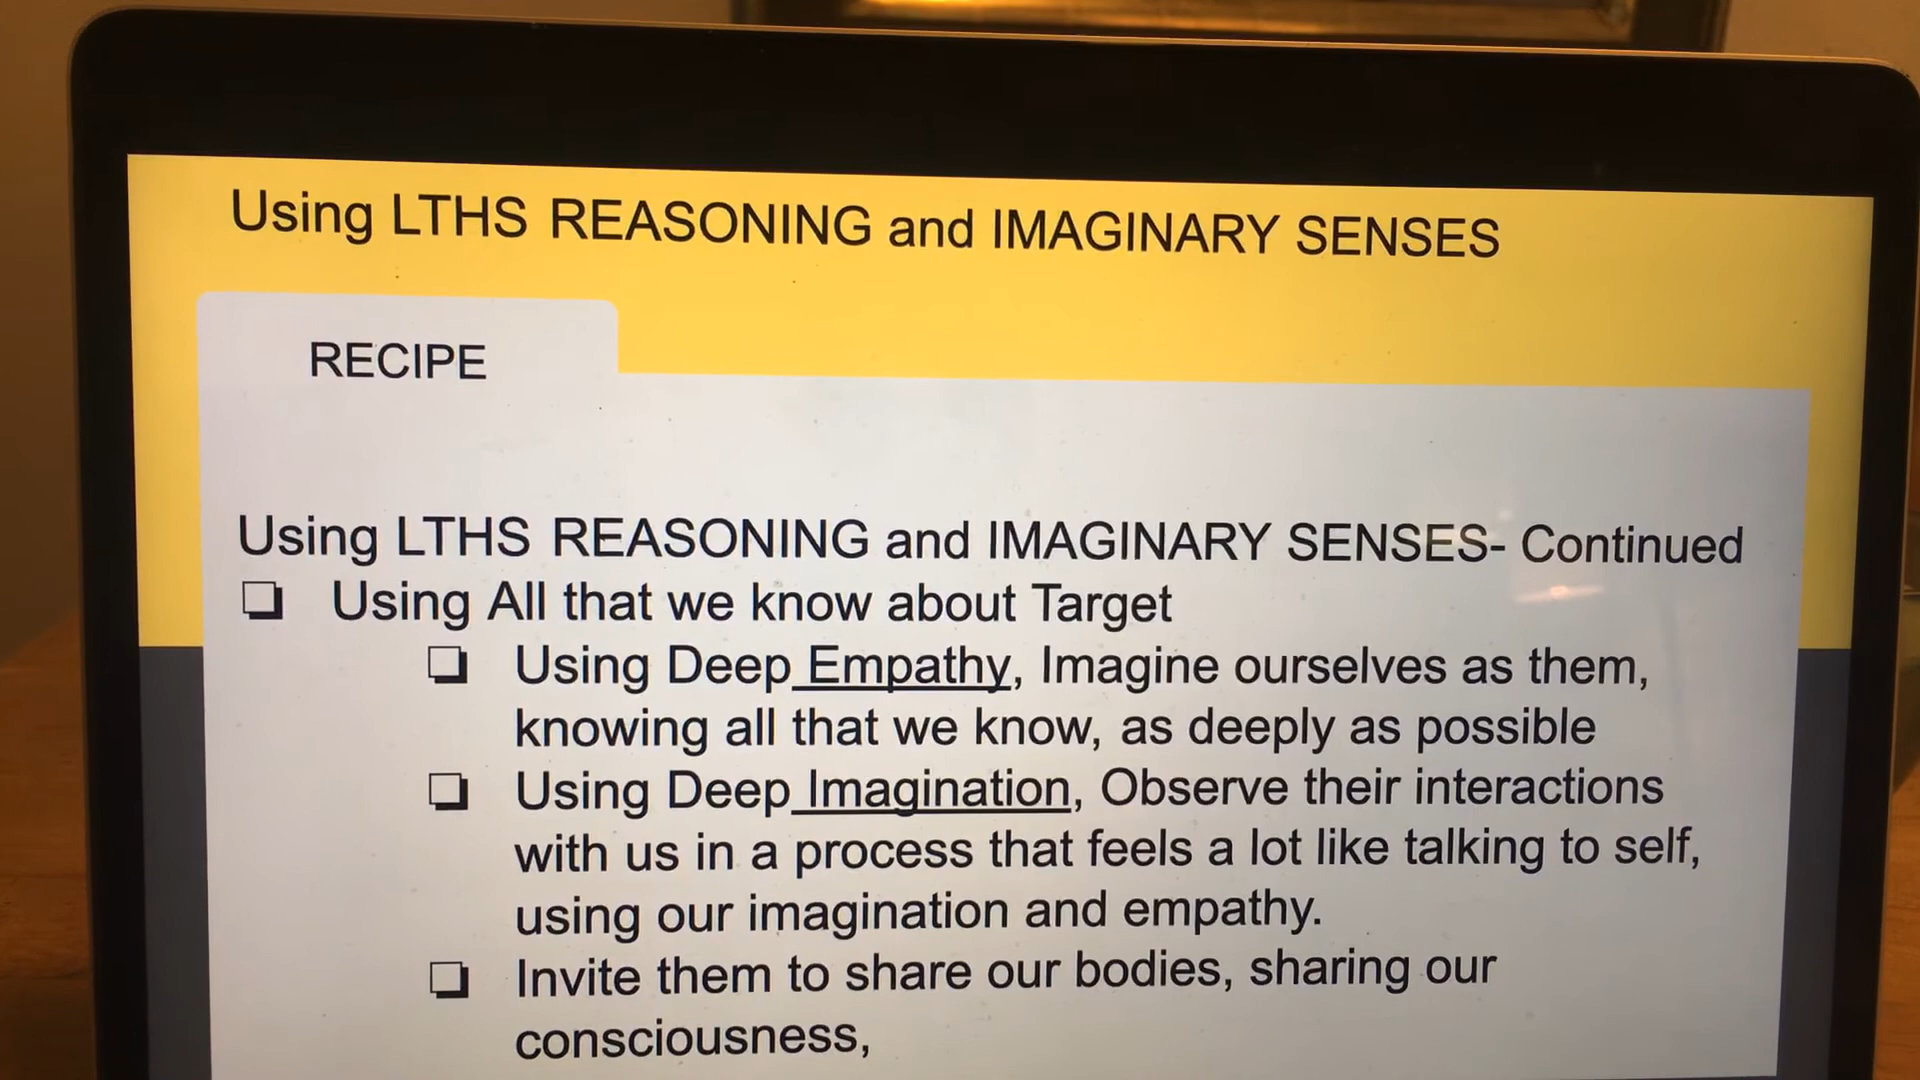 Using LTHS REASONING and IMAGINARY SENSES
RECIPE
Using LTHS REASONING and IMAGINARY SENSES- Continued
❏ Using All that we know about Target
❏ Using Deep Empathy, Imagine ourselves as them,
knowing all that we know, as deeply as possible
❏ Using Deep Imagination, Observe their interactions
with us in a process that feels a lot like talking to self,
using our imagination and empathy.
❏ Invite them to share our bodies, sharing our
consciousness,